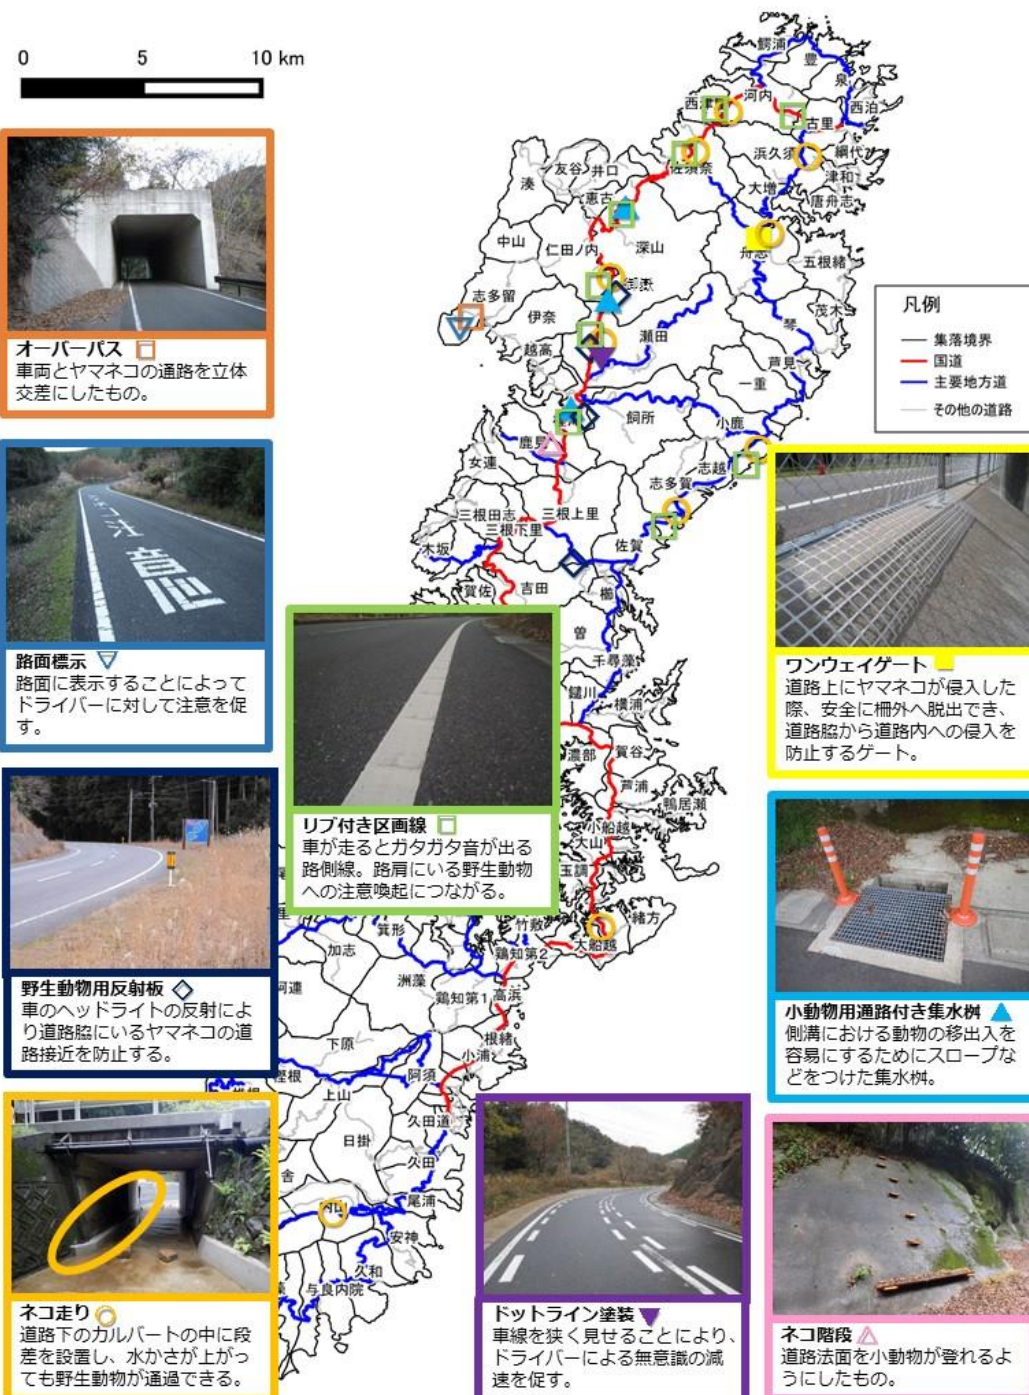 0 5 10 km
鰐浦
豊
泉
河内
西泊
古里
浜久須
網代
津和
大増
唐舟志
佐須奈
友谷
井口
湊
恵古
中山
仁田ノ内
深山
舟志
五根緒
御嶽
志多留
伊奈
茂木
琴
瀬田
越高
芦見
一重
飼所
小鹿
鹿見
女連
志越
志多賀
三根田志
三根上里
三根下里
佐賀
木坂
賀佐
吉田
櫛
曽
千尋藻
鑓川
横浦
濃部
賀谷
芦浦
鴨居瀬
小船越
大山
玉調
緒方
大船越
竹敷
箕形
鶏知第2
加志
洲藻
阿連
鶏知第1
高浜
根緒
下原
小浦
樫根
阿須
上山
久田道
日掛
久田
舎
内山
尾浦
安神
久和
与良内院
凡例
集落境界
国道
主要地方道
その他の道路
オーバーパス
車両とヤマネコの通路を立体
交差にしたもの。
ヤマネコ 注意
路面標示
路面に表示することによって
ドライバーに対して注意を促
す。
リブ付き区画線
車が走るとガタガタ音が出る
路側線。路肩にいる野生動物
への注意喚起につながる。
ワンウェイゲート
道路上にヤマネコが侵入した
際、安全に柵外へ脱出でき、
道路脇から道路内への侵入を
防止するゲート。
野生動物用反射板
車のヘッドライトの反射によ
り道路脇にいるヤマネコの道
路接近を防止する。
小動物用通路付き集水桝
側溝における動物の移出入を
容易にするためにスロープな
どをつけた集水桝。
ネコ走り
道路下のカルバートの中に段
差を設置し、水かさが上がっ
ても野生動物が通過できる。
ドットライン塗装
車線を狭く見せることにより、
ドライバーによる無意識の減
速を促す。
ネコ階段
道路法面を小動物が登れるよ
うにしたもの。